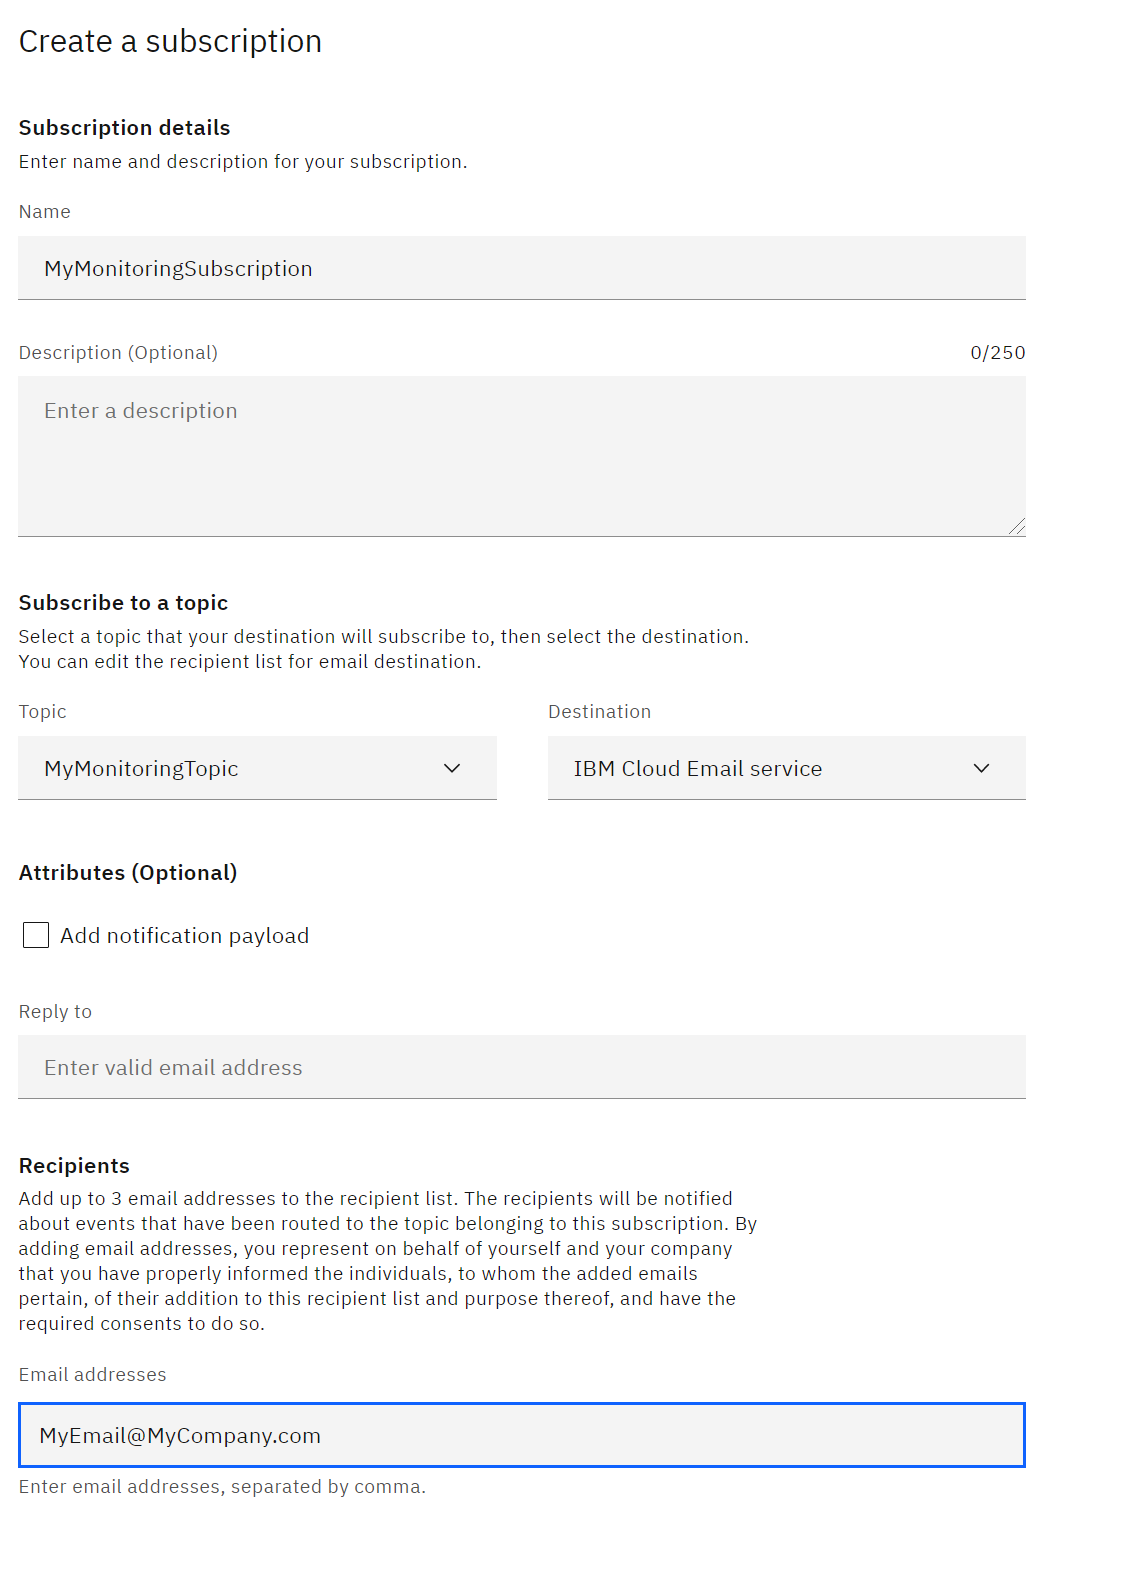 Create a subscription
Subscription details
Enter name and description for your subscription.
Name
MyMonitoringSubscription
Description (Optional)
0/250
Enter a description
Subscribe to a topic
Select a topic that your destination will subscribe to, then select the destination.
You can edit the recipient list for email destination.
Topic
Destination
MyMonitoringTopic
IBM Cloud Email service
Attributes (Optional)
Add notification payload
Reply to
Enter valid email address
Recipients
Add up to 3 email addresses to the recipient list. The recipients will be notified
about events that have been routed to the topic belonging to this subscription. By
adding email addresses, you represent on behalf of yourself and your company
that you have properly informed the individuals, to whom the added emails
pertain, of their addition to this recipient list and purpose thereof, and have the
required consents to do so.
Email addresses
MyEmail@MyCompany.com
Enter email addresses, separated by comma.